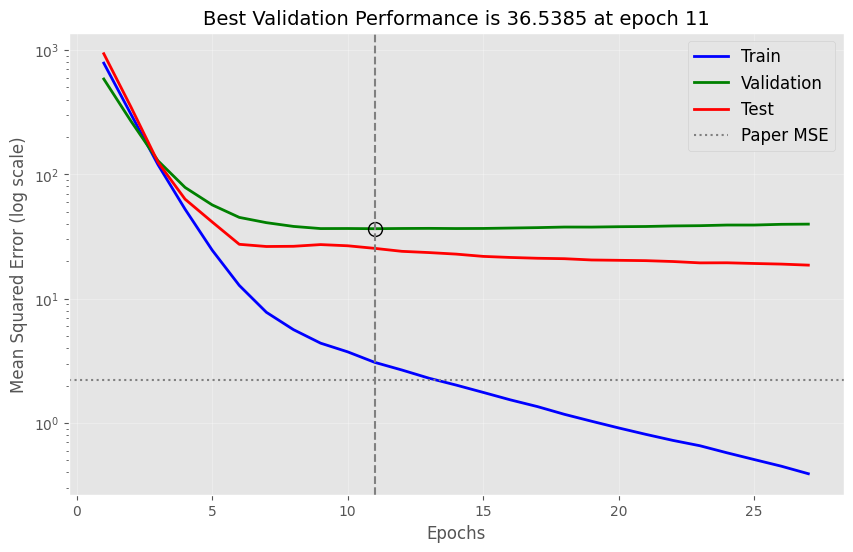 Best Validation Performance is 36.5385 at epoch 11
Mean Squared Error (log scale)
10³
10²
10¹
10⁰
Train
Validation
Test
Paper MSE
0 5 10 15 20 25
Epochs